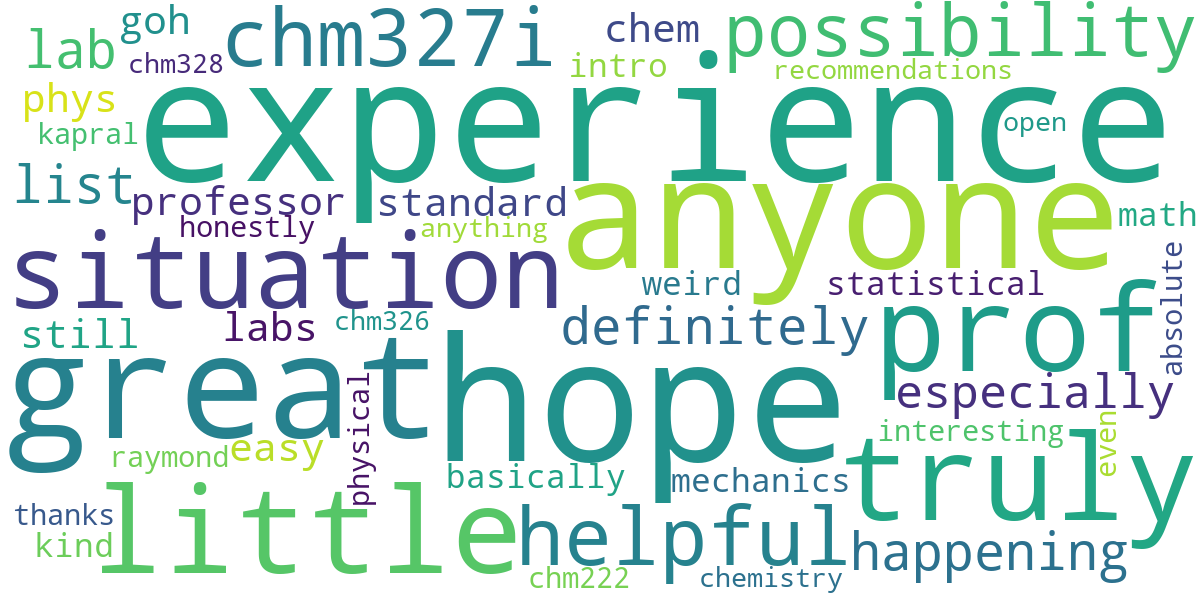 goh
chm327i
chem
possibility
lab
chm328
intro
recommendations
phys
experience
kapral
open
list
professor
standard
anyone
honestly
anything
math
situation
weird
statistical
absolute
still
labs
chm326
definitely
prof
great
hope
physical
especially
raymond
easy
basically
mechanics
interesting
even
truly
thanks
kind
little
helpful
happening
chm222
chemistry